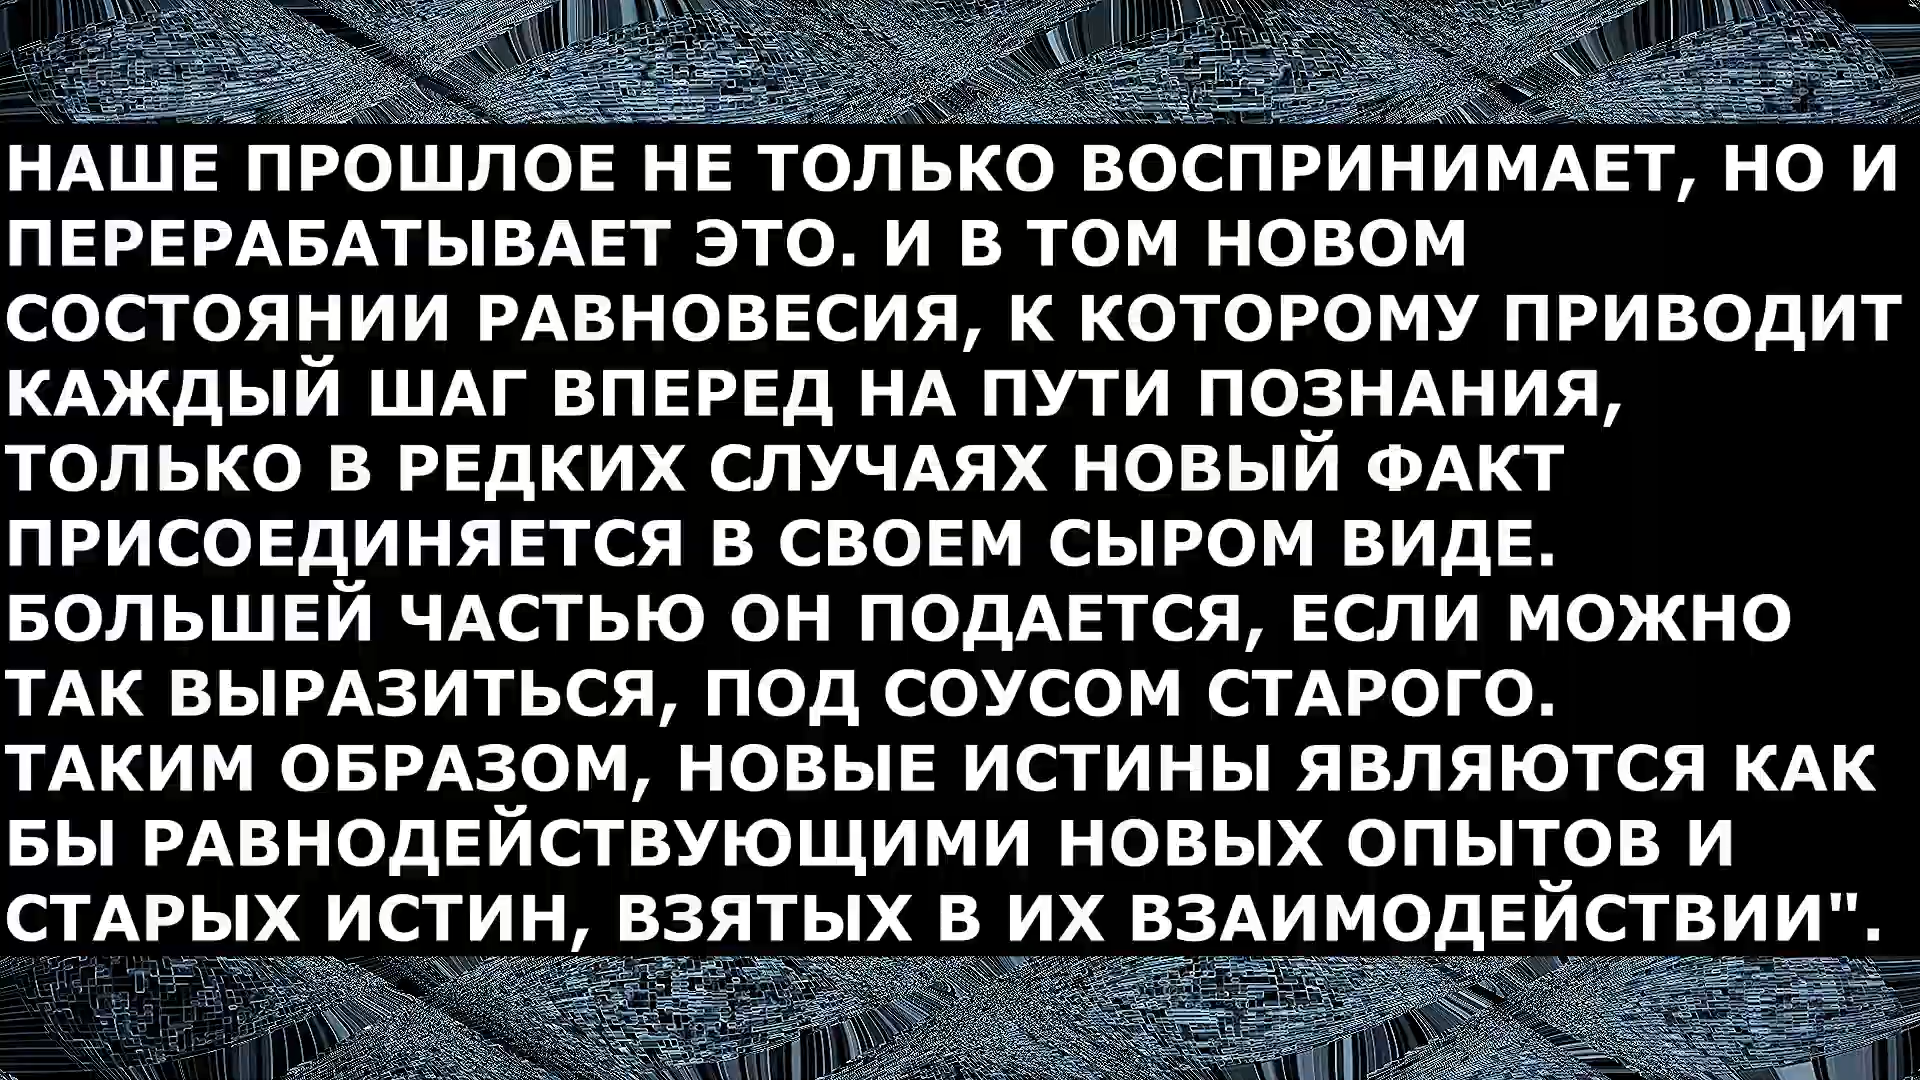 НАШЕ ПРОШЛОЕ НЕ ТОЛЬКО ВОСПРИНИМАЕТ, НО И
ПЕРЕРАБАТЫВАЕТ ЭТО. И В ТОМ НОВОМ
СОСТОЯНИИ РАВНОВЕСИЯ, К КОТОРОМУ ПРИВОДИТ
КАЖДЫЙ ШАГ ВПЕРЕД НА ПУТИ ПОЗНАНИЯ,
ТОЛЬКО В РЕДКИХ СЛУЧАЯХ НОВЫЙ ФАКТ
ПРИСОЕДИНЯЕТСЯ В СВОЕМ СЫРОМ ВИДЕ.
БОЛЬШЕЙ ЧАСТЬЮ ОН ПОДАЕТСЯ, ЕСЛИ МОЖНО
ТАК ВЫРАЗИТЬСЯ, ПОД СОУСОМ СТАРОГО.
ТАКИМ ОБРАЗОМ, НОВЫЕ ИСТИНЫ ЯВЛЯЮТСЯ КАК
БЫ РАВНОДЕЙСТВУЮЩИМИ НОВЫХ ОПЫТОВ И
СТАРЫХ ИСТИН, ВЗЯТЫХ В ИХ ВЗАИМОДЕЙСТВИИ".